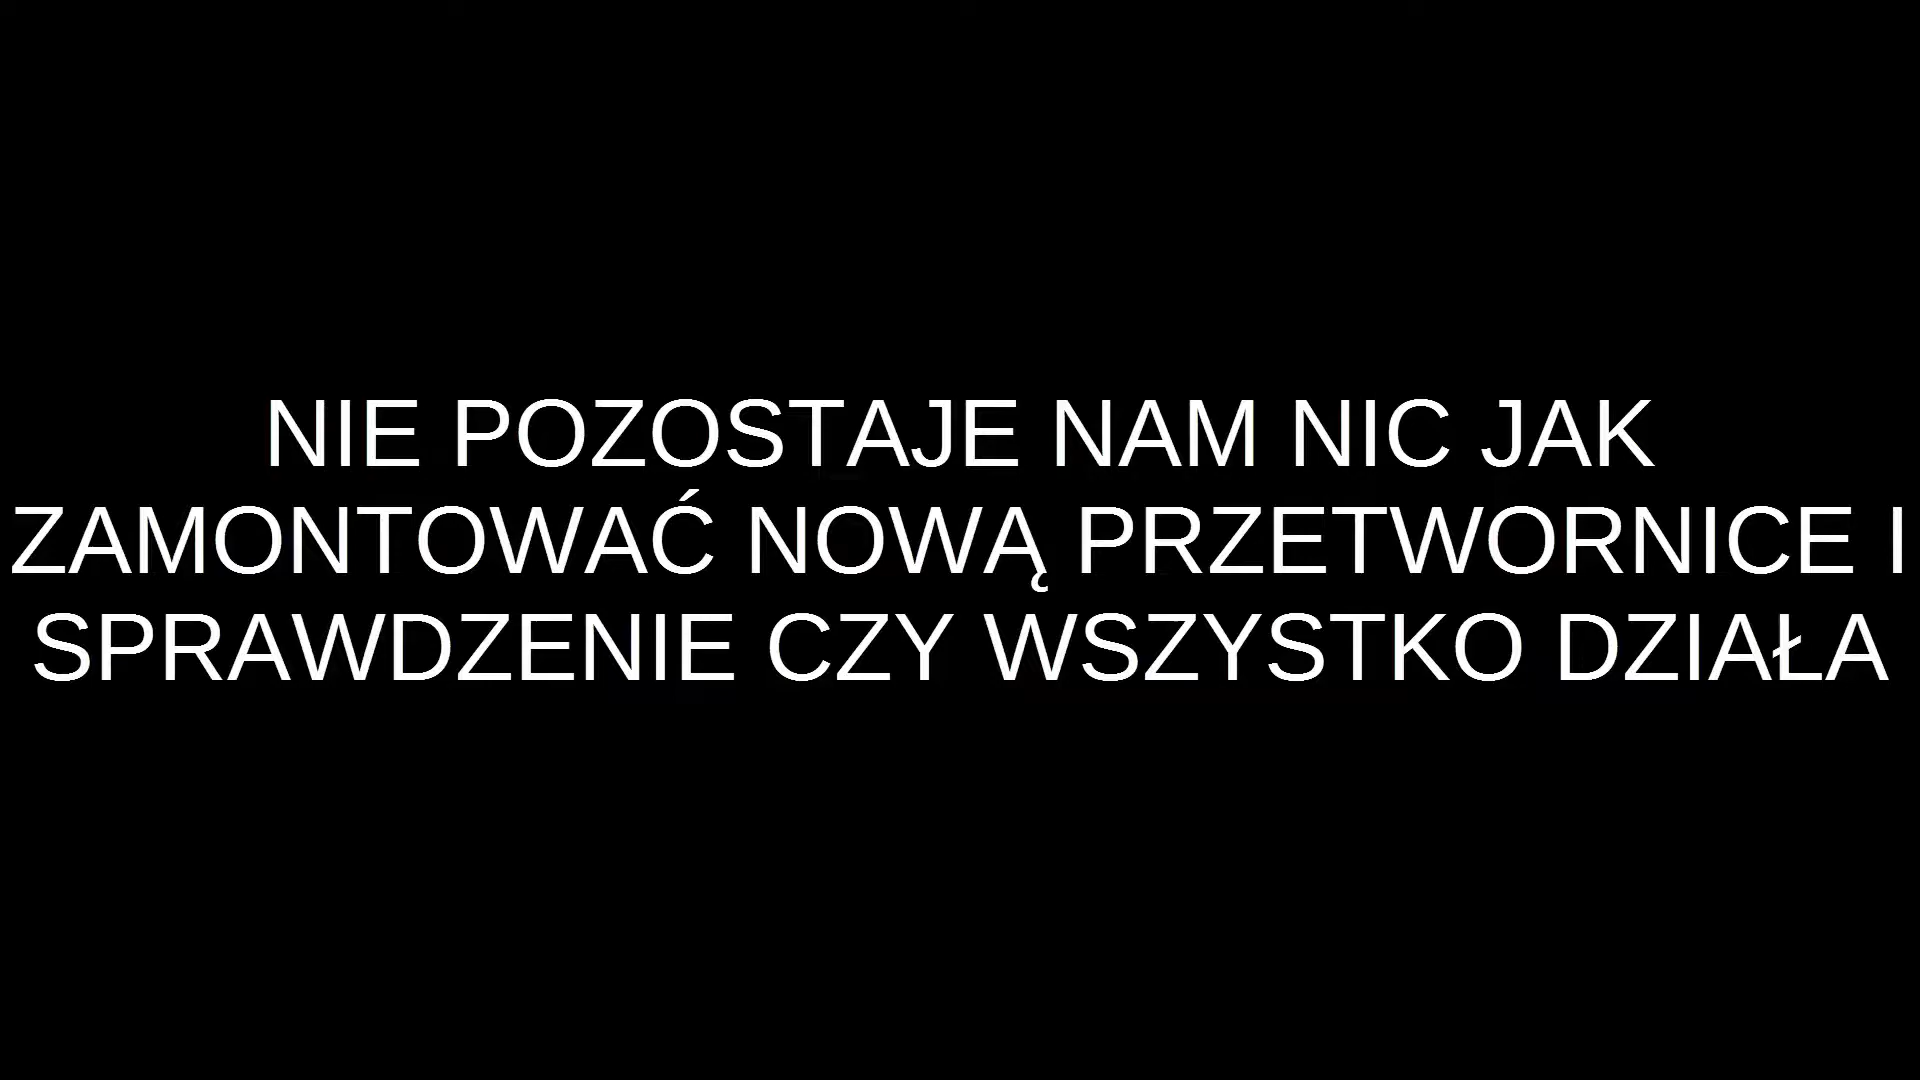 NIE POZOSTAJE NAM NIC JAK
ZAMONTOWAĆ NOWĄ PRZETWORNICE I
SPRAWDZENIE CZY WSZYSTKO DZIAŁA